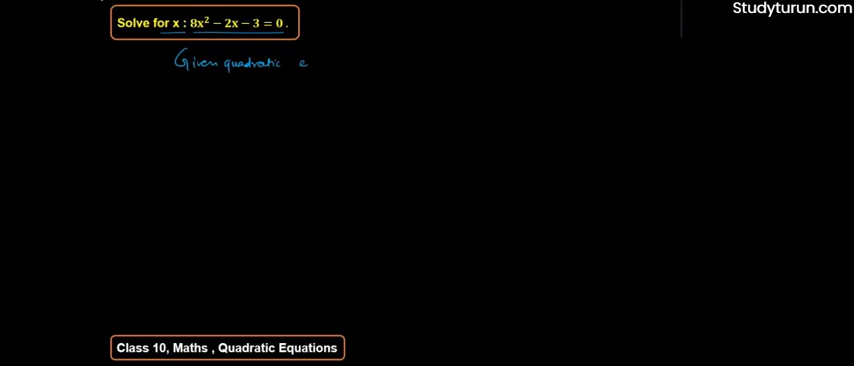 Studyturun.com
Solve for x : 8x² − 2x − 3 = 0 .
Given quadratic e
Class 10, Maths , Quadratic Equations